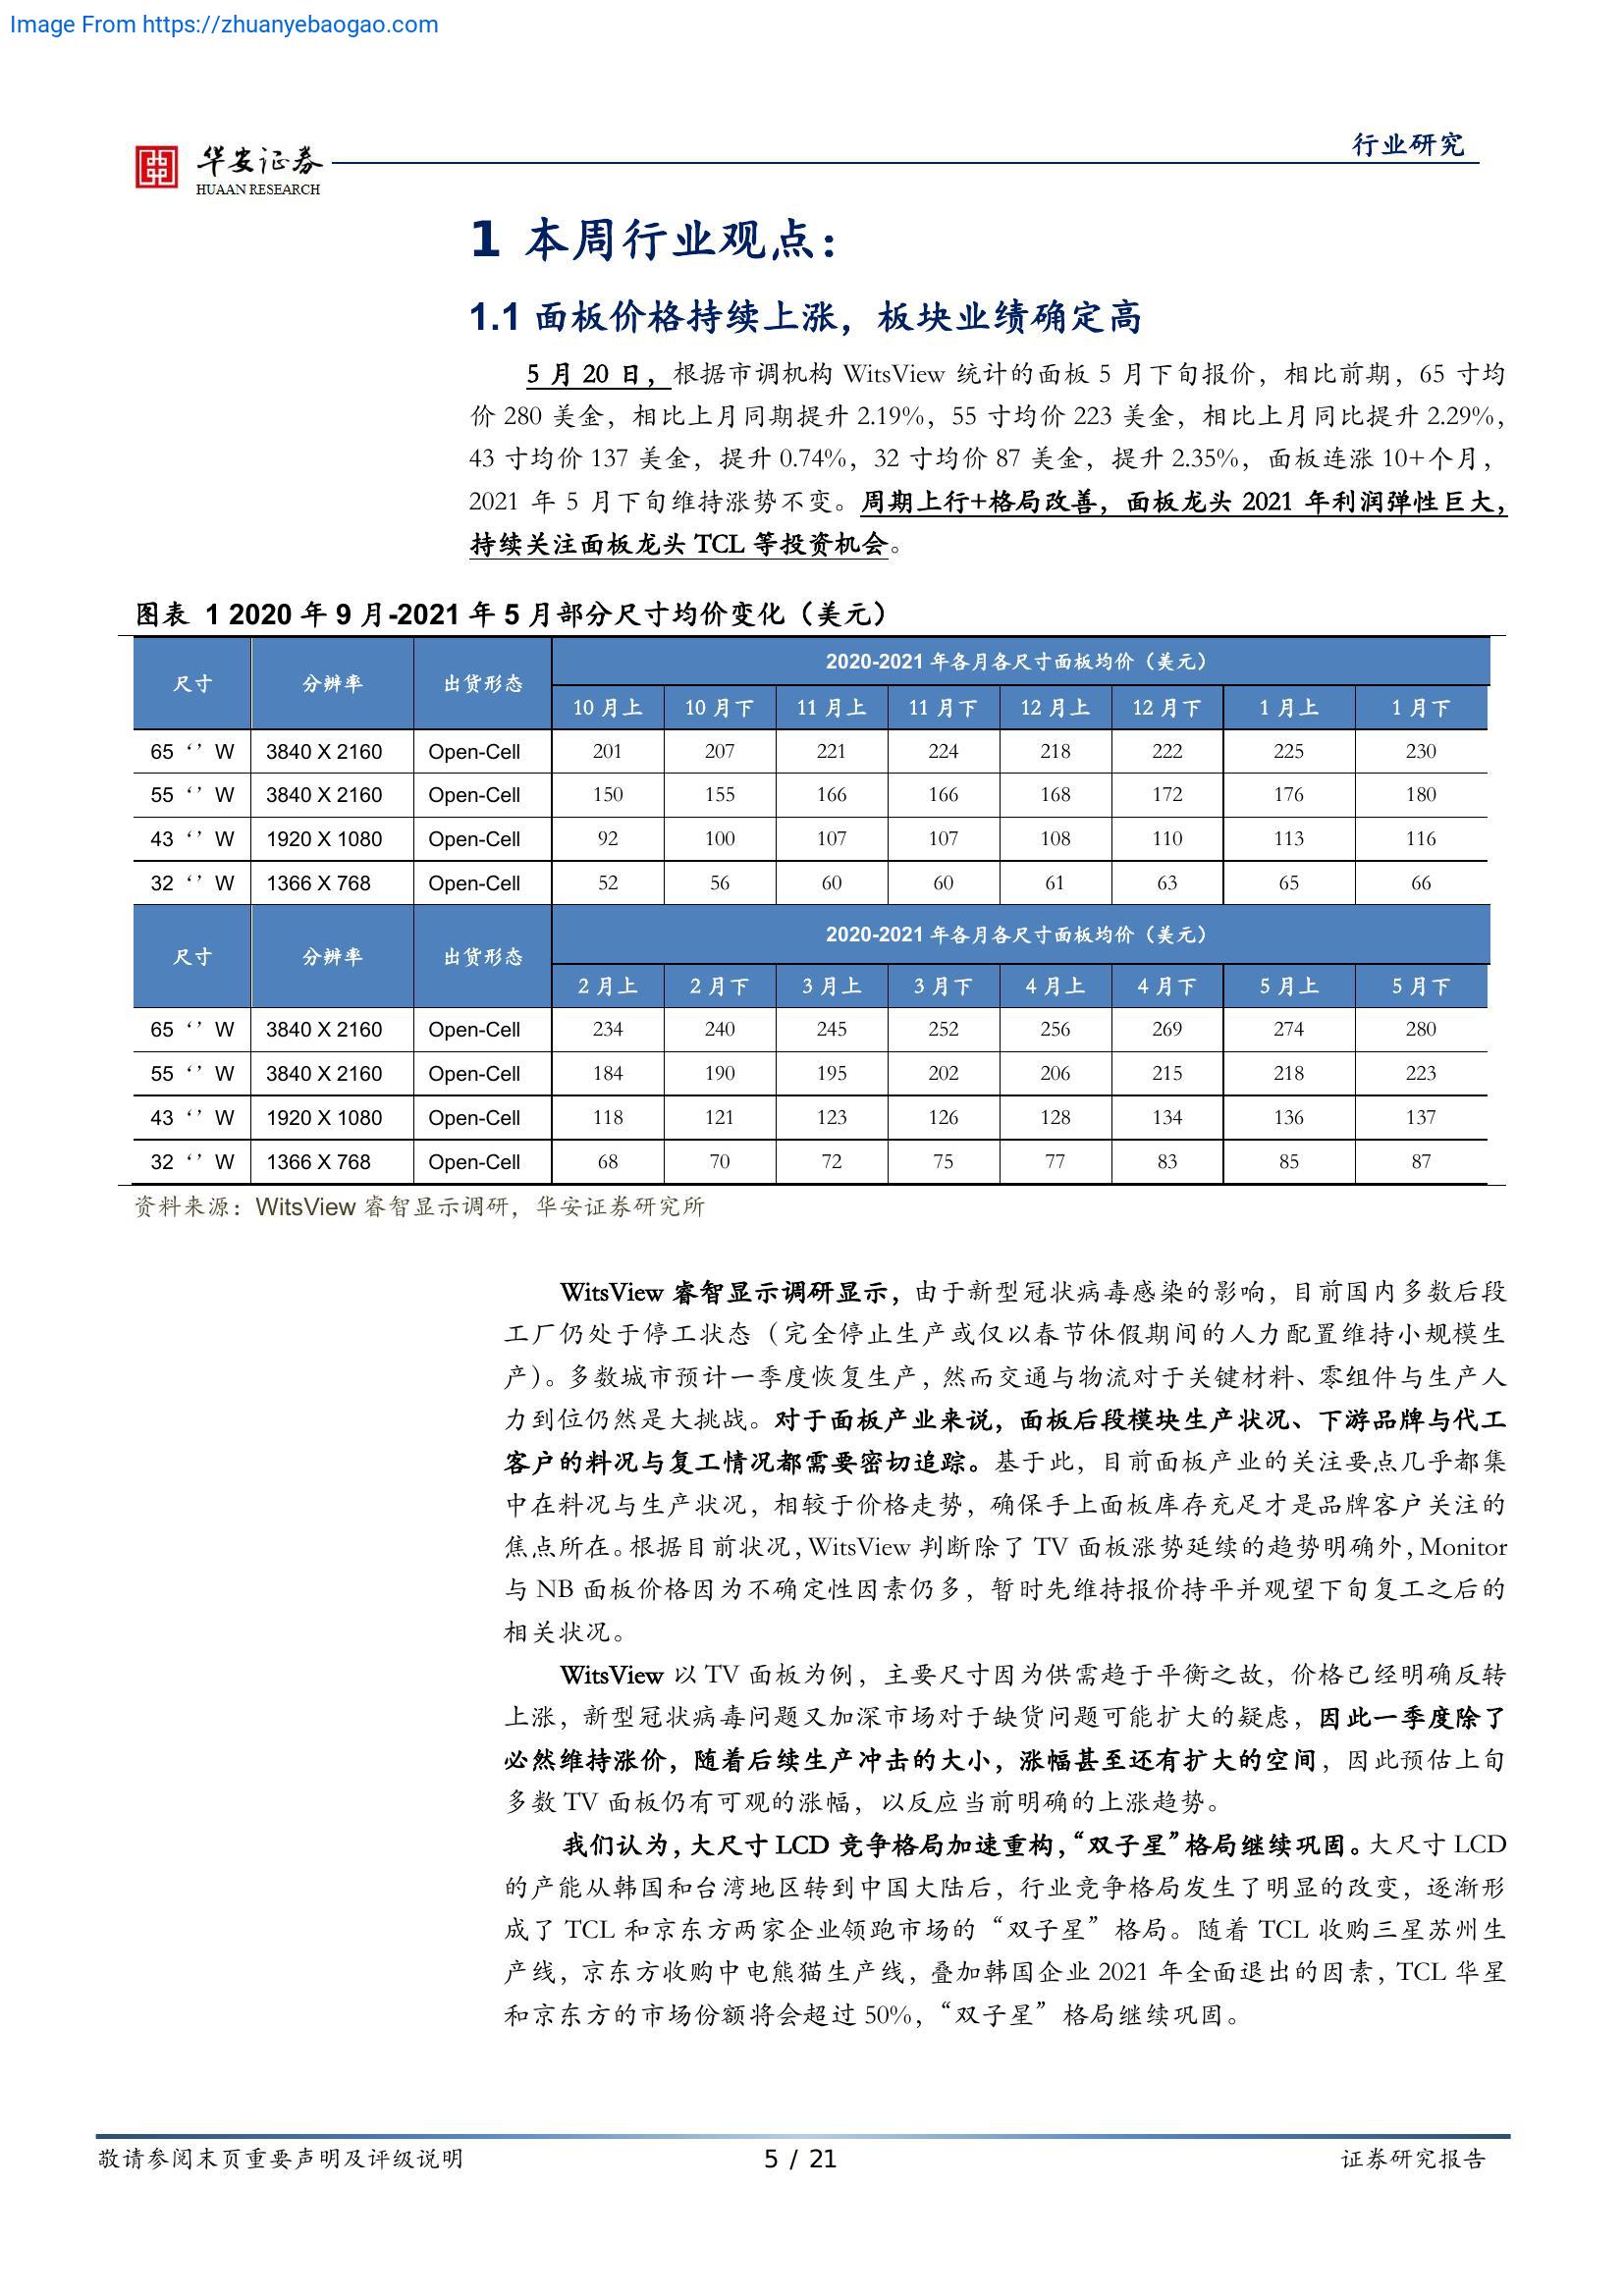 Image From https://zhuanyebaogao.com
华安证券
HUAAN RESEARCH
行业研究
1 本周行业观点：
1.1 面板价格持续上涨，板块业绩确定高
5 月 20 日，根据市调机构 WitsView 统计的面板 5 月下旬报价，相比前期，65 寸均
价 280 美金，相比上月同期提升 2.19%，55 寸均价 223 美金，相比上月同比提升 2.29%，
43 寸均价 137 美金，提升 0.74%，32 寸均价 87 美金，提升 2.35%，面板连涨 10+个月，
2021 年 5 月下旬维持涨势不变。周期上行+格局改善，面板龙头 2021 年利润弹性巨大，
持续关注面板龙头 TCL 等投资机会。
图表 1 2020 年 9 月-2021 年 5 月部分尺寸均价变化（美元）
尺寸 分辨率 出货形态 2020-2021 年各月各尺寸面板均价（美元）
10 月上 10 月下 11 月上 11 月下 12 月上 12 月下 1 月上 1 月下
65 ‘’ W 3840 X 2160 Open-Cell 201 207 221 224 218 222 225 230
55 ‘’ W 3840 X 2160 Open-Cell 150 155 166 166 168 172 176 180
43 ‘’ W 1920 X 1080 Open-Cell 92 100 107 107 108 110 113 116
32 ‘’ W 1366 X 768 Open-Cell 52 56 60 60 61 63 65 66
尺寸 分辨率 出货形态 2020-2021 年各月各尺寸面板均价（美元）
2 月上 2 月下 3 月上 3 月下 4 月上 4 月下 5 月上 5 月下
65 ‘’ W 3840 X 2160 Open-Cell 234 240 245 252 256 269 274 280
55 ‘’ W 3840 X 2160 Open-Cell 184 190 195 202 206 215 218 223
43 ‘’ W 1920 X 1080 Open-Cell 118 121 123 126 128 134 136 137
32 ‘’ W 1366 X 768 Open-Cell 68 70 72 75 77 83 85 87
资料来源：WitsView 睿智显示调研，华安证券研究所
WitsView 睿智显示调研显示，由于新型冠状病毒感染的影响，目前国内多数后段
工厂仍处于停工状态（完全停止生产或仅以春节休假期间的人力配置维持小规模生
产）。多数城市预计一季度恢复生产，然而交通与物流对于关键材料、零组件与生产人
力到位仍然是大挑战。对于面板产业来说，面板后段模块生产状况、下游品牌与代工
客户的料况与复工情况都需要密切追踪。基于此，目前面板产业的关注要点几乎都集
中在料况与生产状况，相较于价格走势，确保手上面板库存充足才是品牌客户关注的
焦点所在。根据目前状况，WitsView 判断除了 TV 面板涨势延续的趋势明确外，Monitor
与 NB 面板价格因为不确定性因素仍多，暂时先维持报价持平并观望下旬复工之后的
相关状况。
WitsView 以 TV 面板为例，主要尺寸因为供需趋于平衡之故，价格已经明确反转
上涨，新型冠状病毒问题又加深市场对于缺货问题可能扩大的疑虑，因此一季度除了
必然维持涨价，随着后续生产冲击的大小，涨幅甚至还有扩大的空间，因此预估上旬
多数 TV 面板仍有可观的涨幅，以反应当前明确的上涨趋势。
我们认为，大尺寸 LCD 竞争格局加速重构，“双子星”格局继续巩固。大尺寸 LCD
的产能从韩国和台湾地区转到中国大陆后，行业竞争格局发生了明显的改变，逐渐形
成了 TCL 和京东方两家企业领跑市场的“双子星”格局。随着 TCL 收购三星苏州生
产线，京东方收购中电熊猫生产线，叠加韩国企业 2021 年全面退出的因素，TCL 华星
和京东方的市场份额将会超过 50%，“双子星”格局继续巩固。
敬请参阅末页重要声明及评级说明
5 / 21
证券研究报告